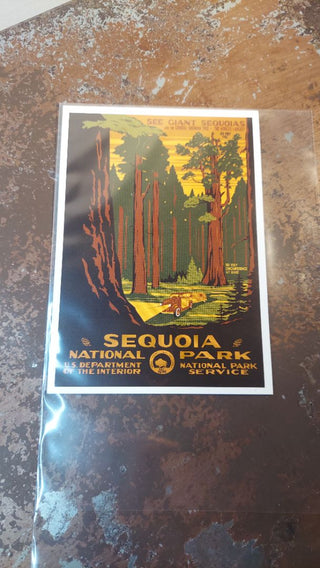 SEE GIANT SEQUOIAS
SEQUOIA
NATIONAL PARK
U.S. DEPARTMENT
OF THE INTERIOR
NATIONAL PARK
SERVICE